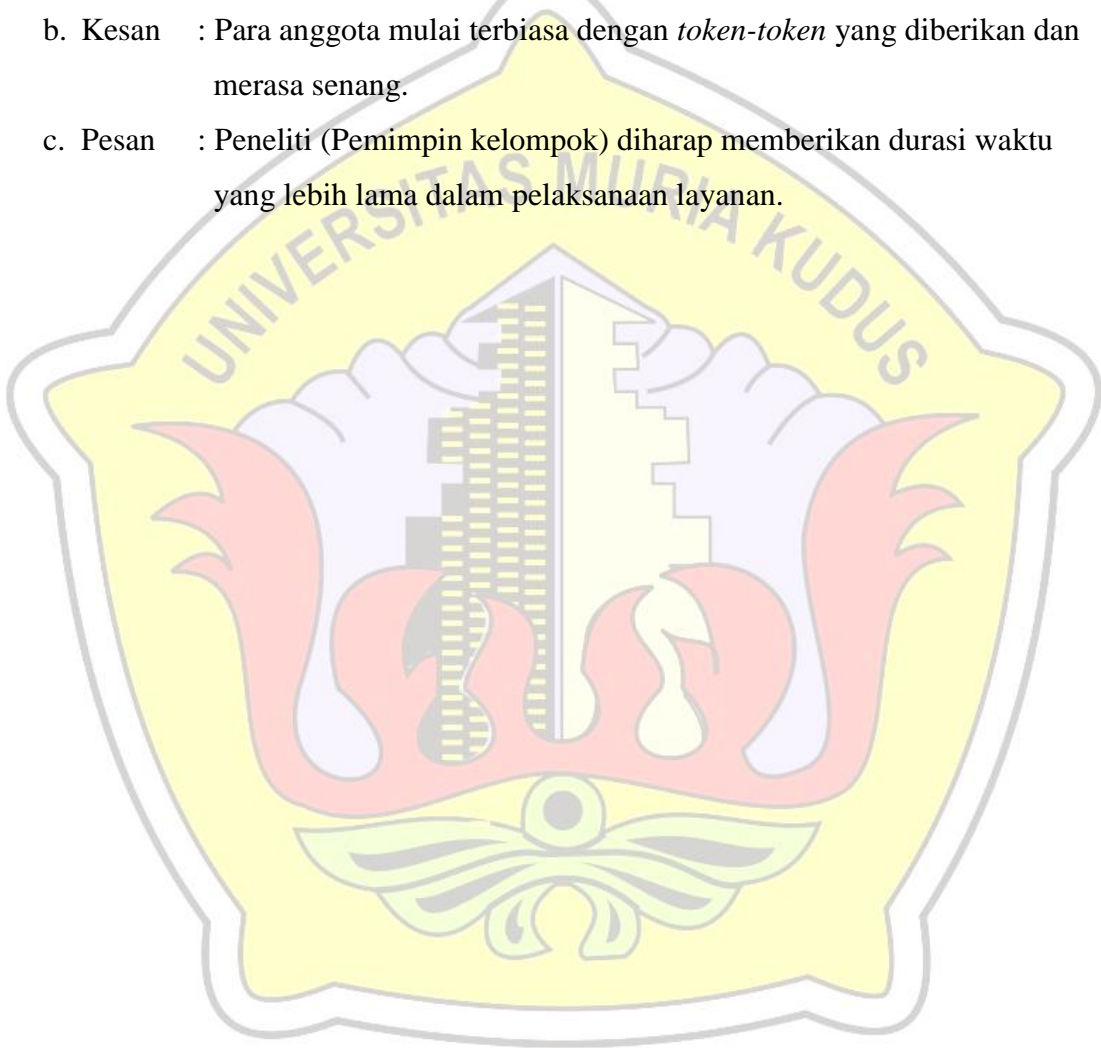 b. Kesan : Para anggota mulai terbiasa dengan token-token yang diberikan dan
merasa senang.
c. Pesan : Peneliti (Pemimpin kelompok) diharap memberikan durasi waktu
yang lebih lama dalam pelaksanaan layanan.
UNIVERSITAS MURIA KUDUS